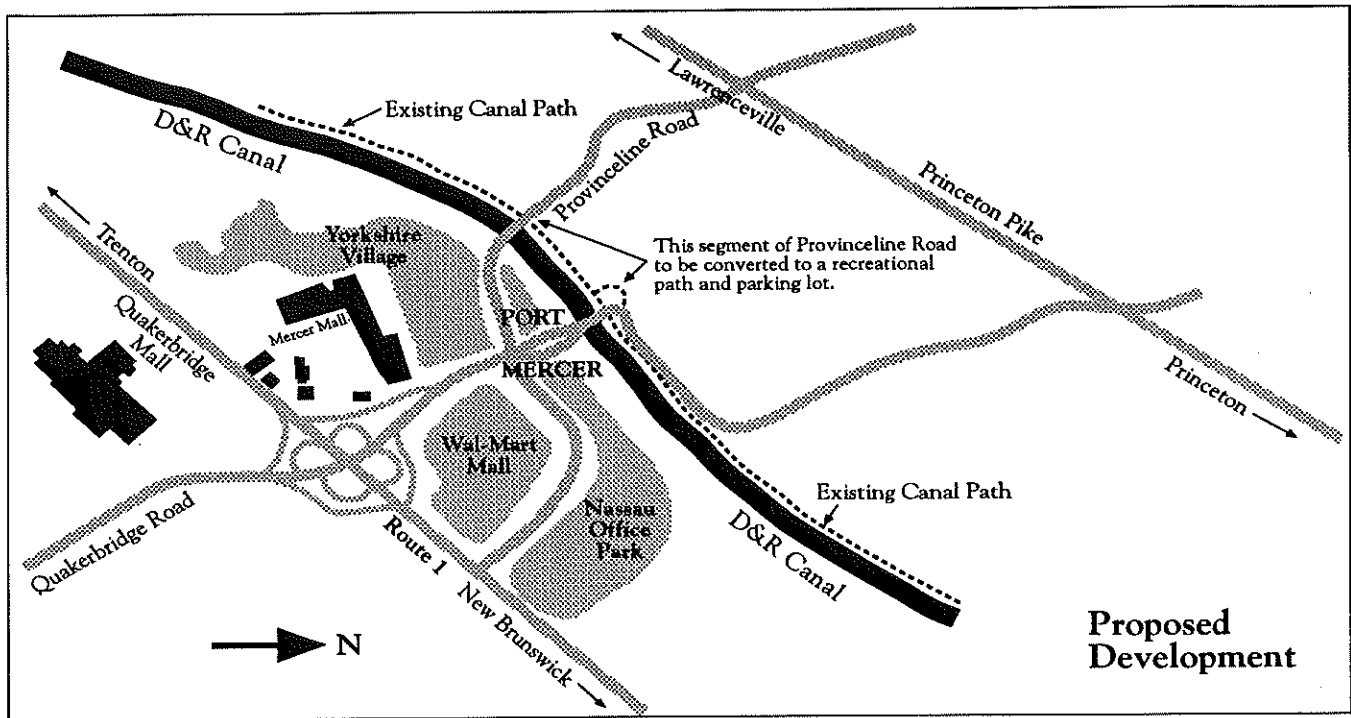 Existing Canal Path
D&R Canal
Lawrenceville
Provinceline Road
Princeton Pike
Trenton
Yorkshire
Village
This segment of Provinceline Road
to be converted to a recreational
path and parking lot.
Quakerbridge
Mall
Mercer Mall
PORT
MERCER
Princeton
Wal-Mart
Mall
Existing Canal Path
Nassau
Office
Park
D&R Canal
Quakerbridge Road
Route 1
New Brunswick
N
Proposed
Development